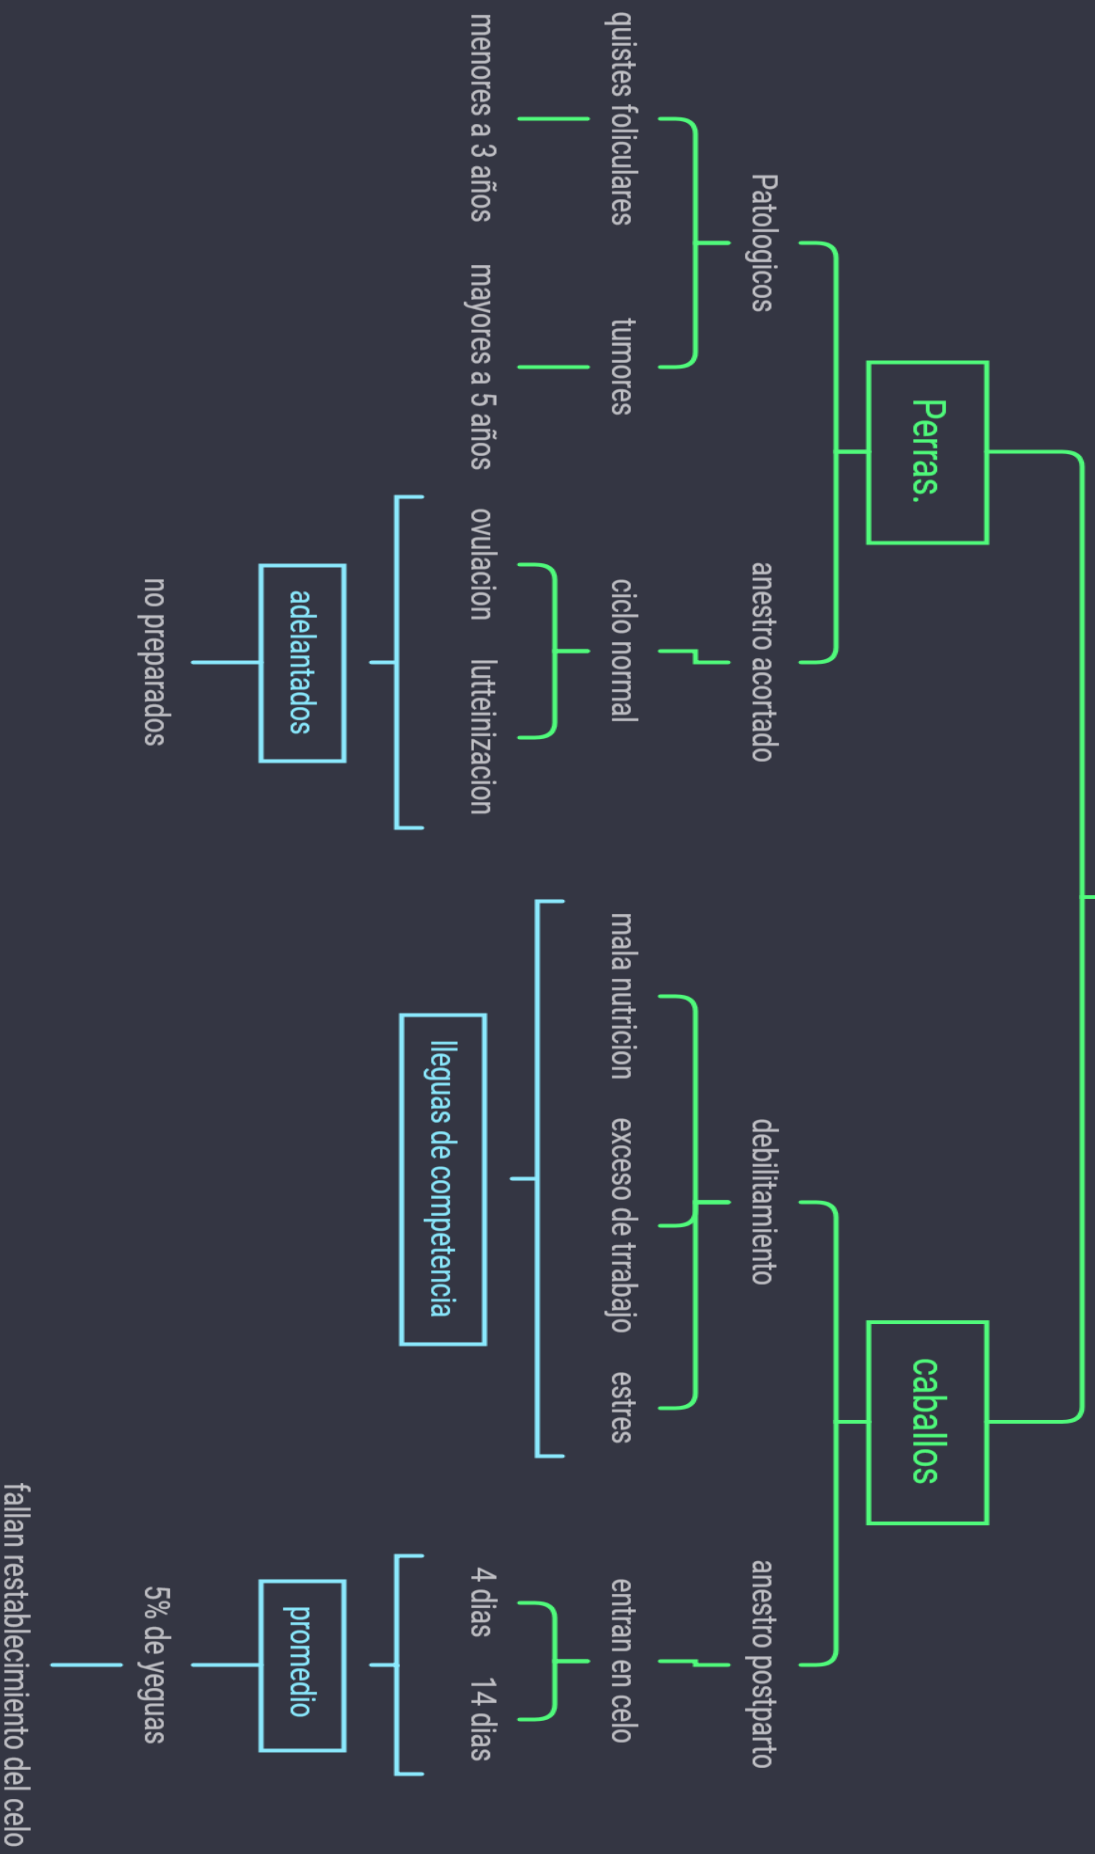 Perras.
caballos
Patologicos
anestro acortado
debilitamiento
anestro postparto
quistes foliculares
tumores
ciclo normal
mala nutricion
exceso de trrabajo
estres
entran en celo
menores a 3 años
mayores a 5 años
ovulacion
lutteinizacion
lleguas de competencia
4 dias
14 dias
adelantados
promedio
no preparados
5% de yeguas
fallan restablecimiento del celo